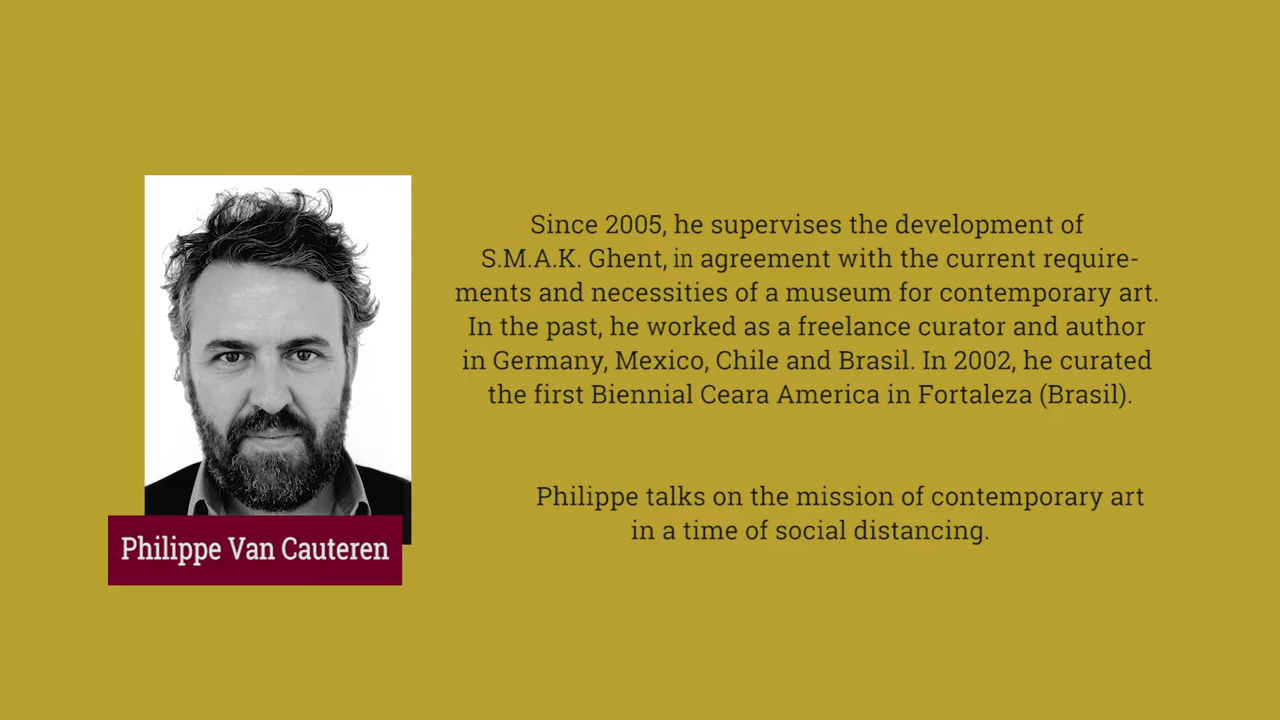 Since 2005, he supervises the development of
S.M.A.K. Ghent, in agreement with the current require-
ments and necessities of a museum for contemporary art.
In the past, he worked as a freelance curator and author
in Germany, Mexico, Chile and Brasil. In 2002, he curated
the first Biennial Ceara America in Fortaleza (Brasil).
Philippe talks on the mission of contemporary art
in a time of social distancing.
Philippe Van Cauteren